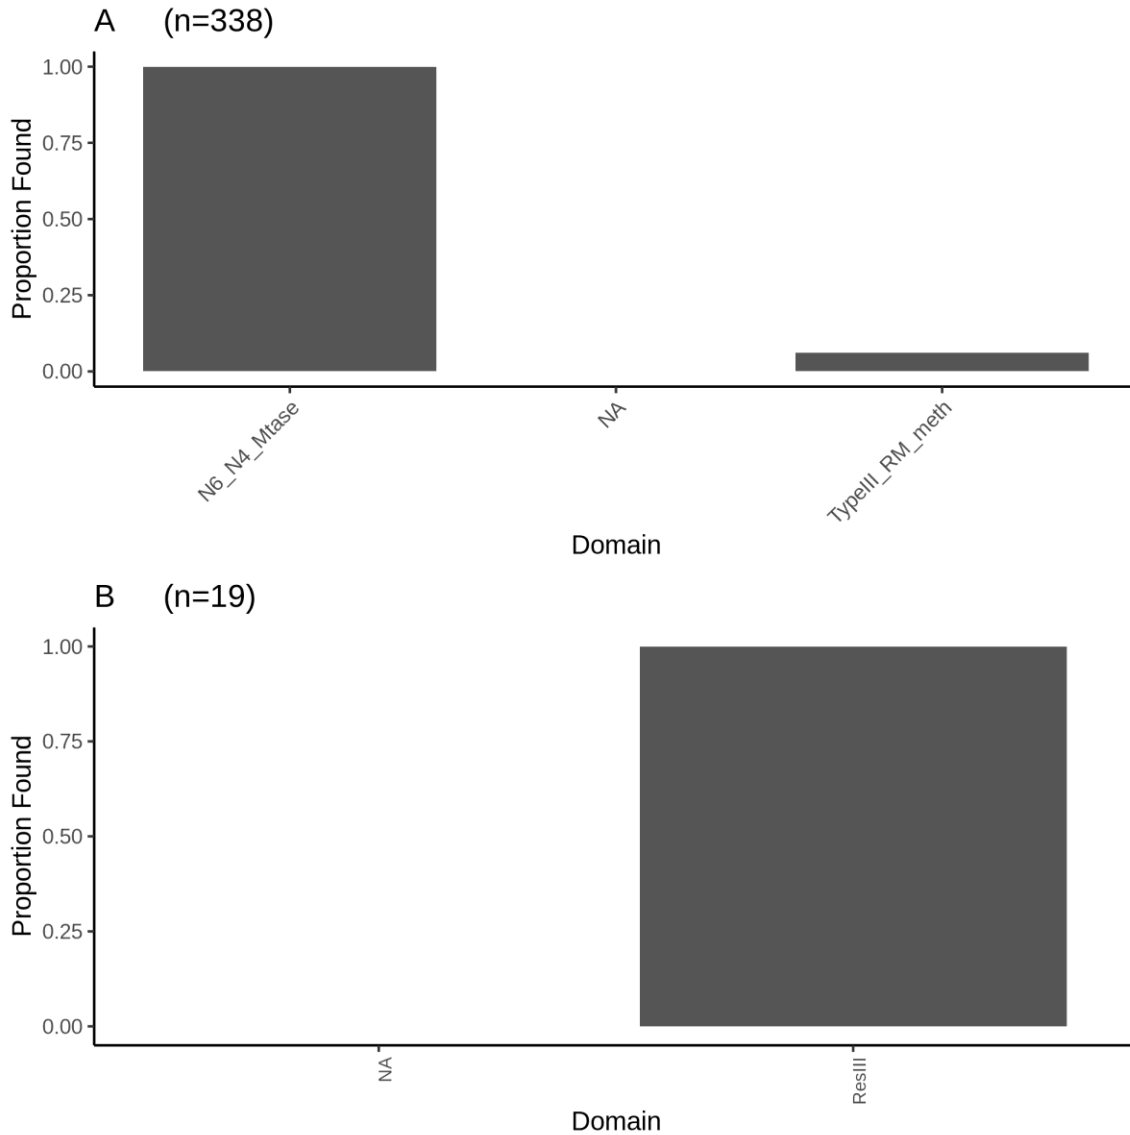 A (n=338)
Proportion Found
1.00
0.75
0.50
0.25
0.00
N6_N4_Mtase
NA
TypeIII_RM_meth
Domain
B (n=19)
Proportion Found
1.00
0.75
0.50
0.25
0.00
NA
ResIII
Domain